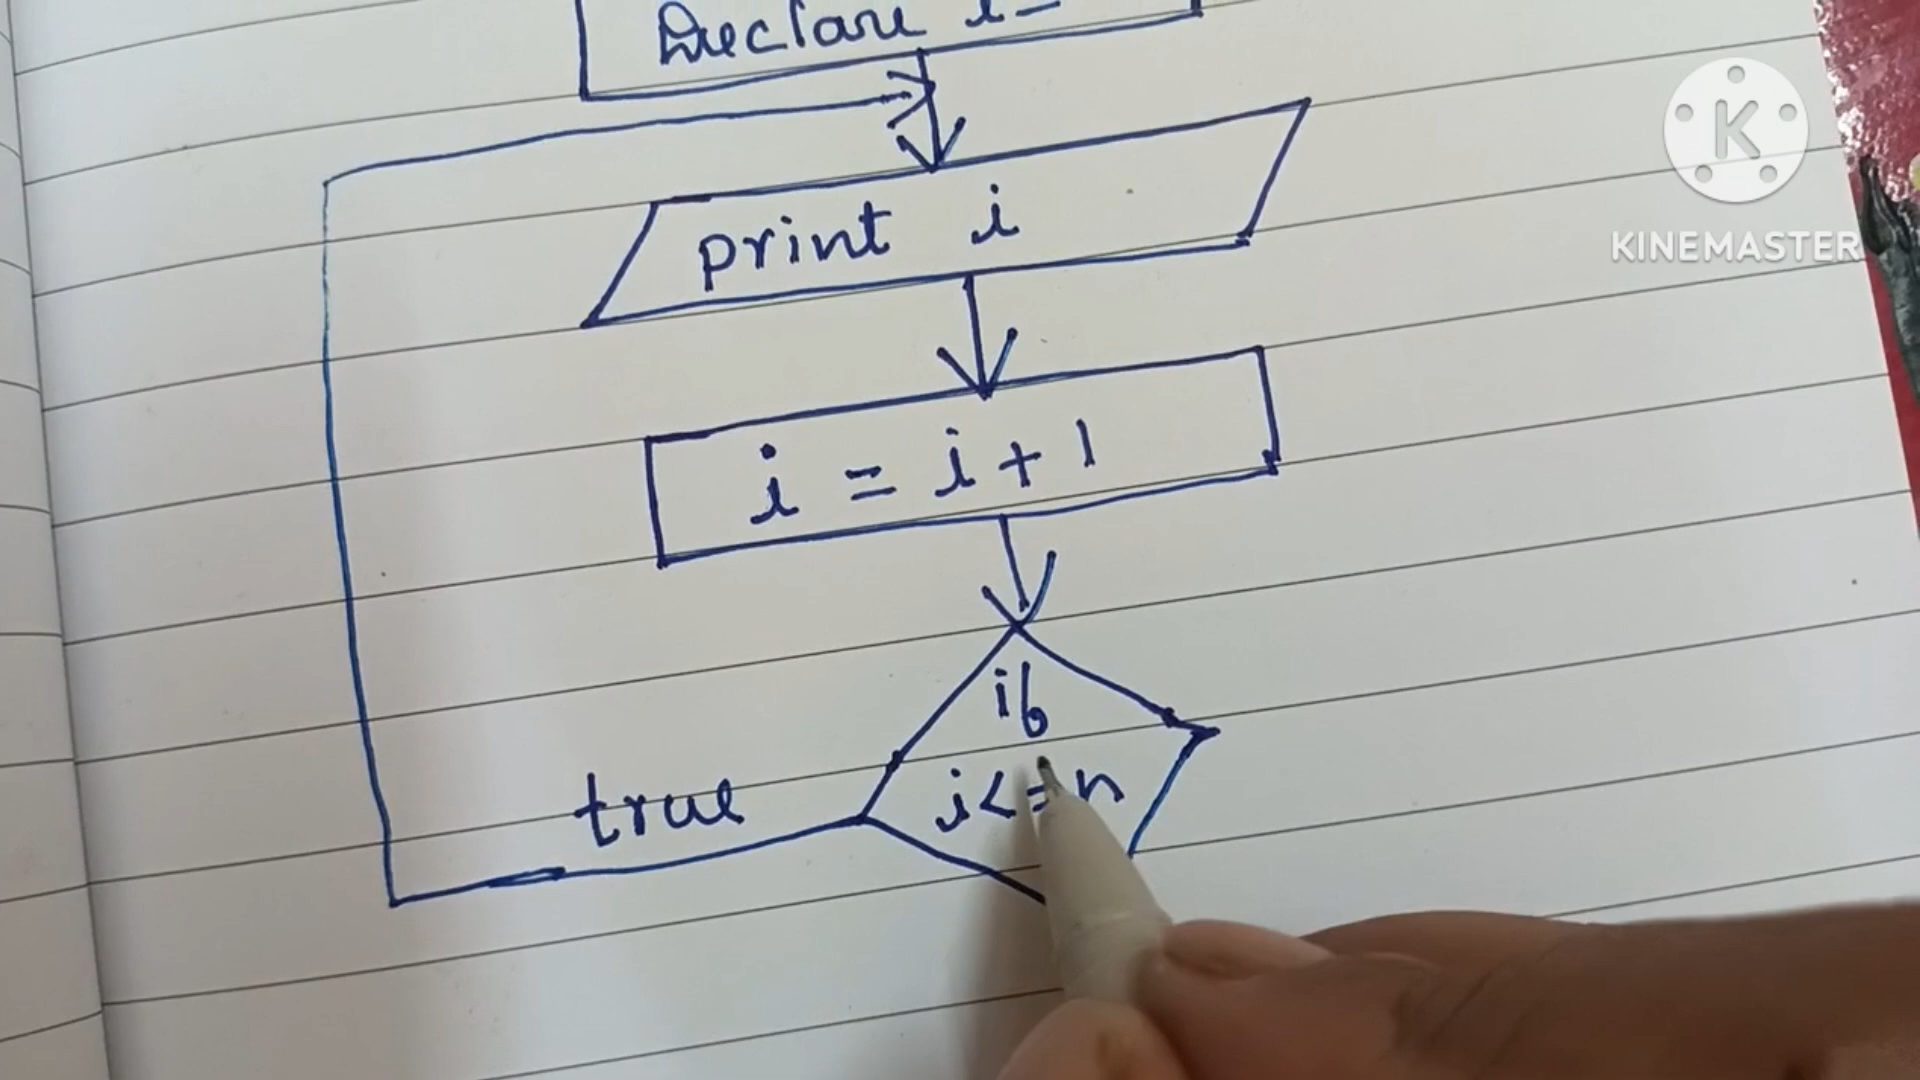 Declare i=
print i
i = i + 1
if
i<=n
true
K
KINEMASTER